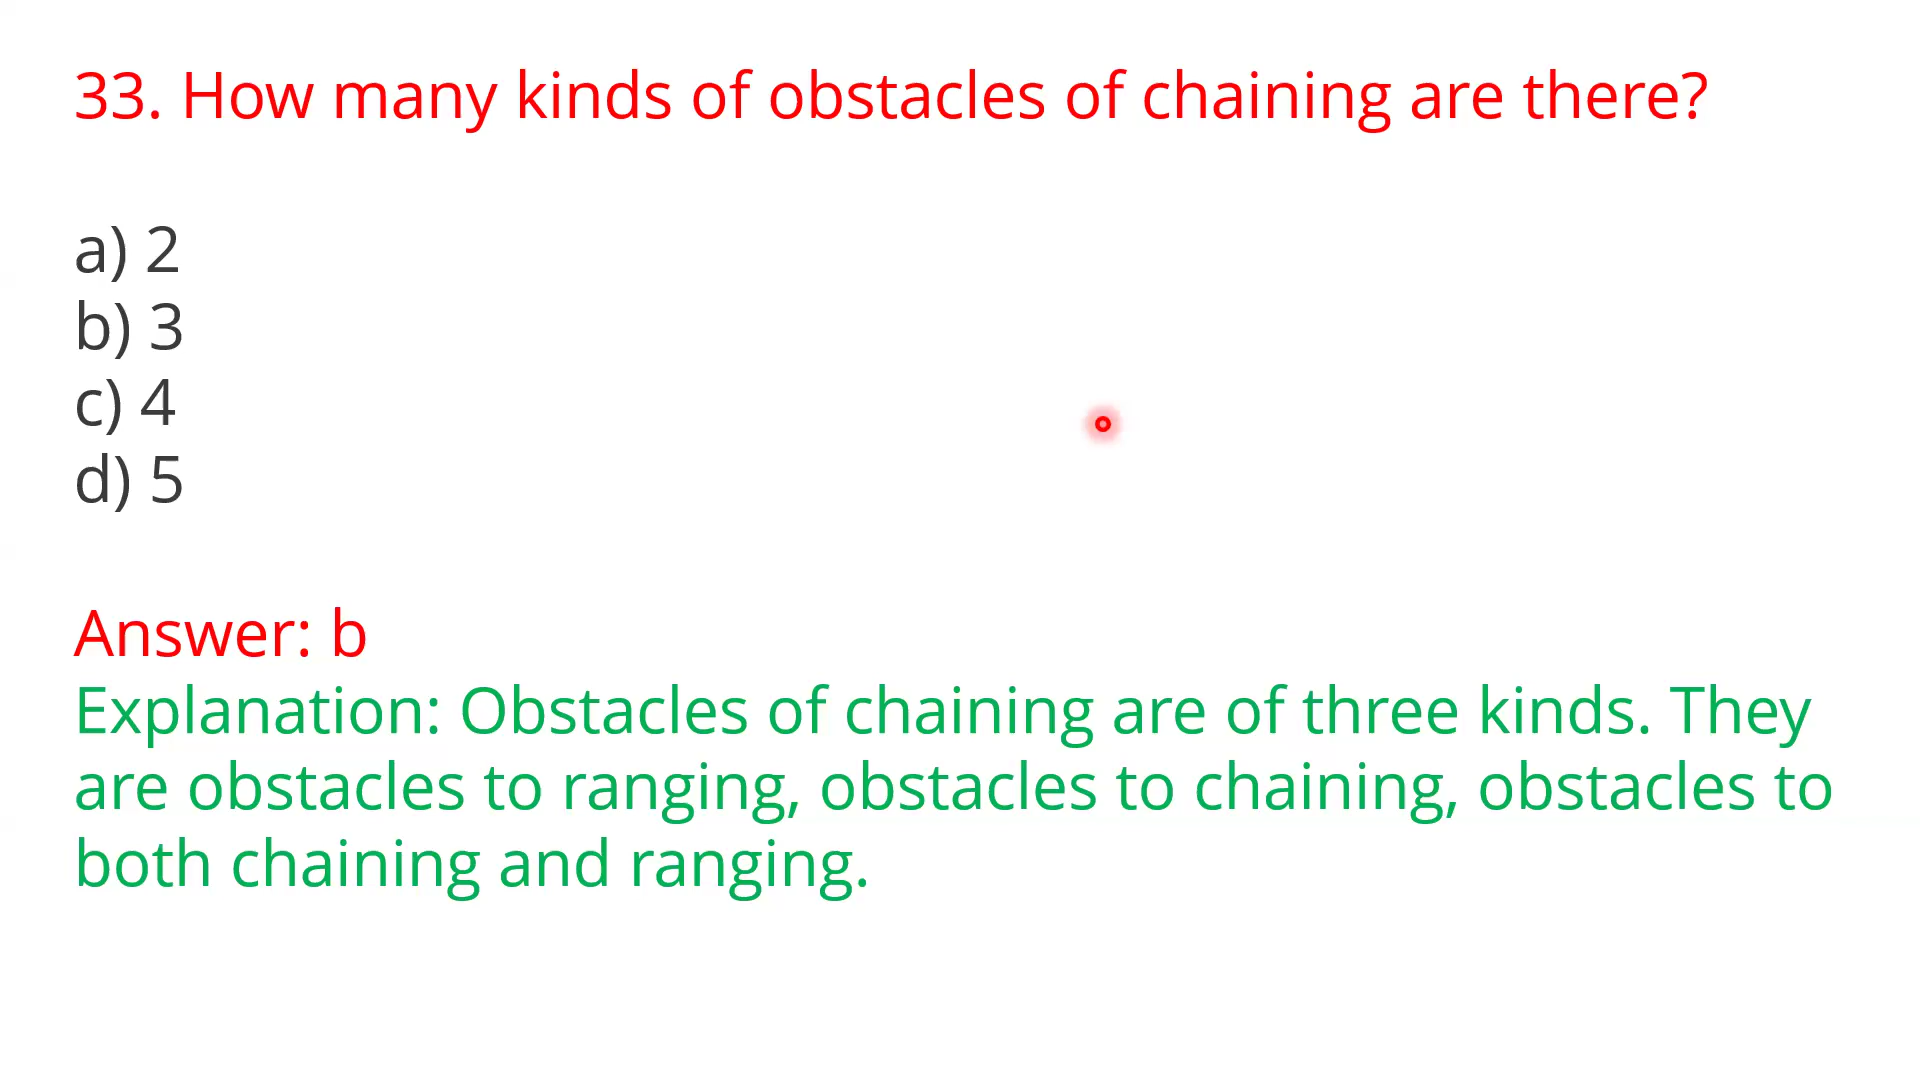 33. How many kinds of obstacles of chaining are there?
a) 2
b) 3
c) 4
d) 5
Answer: b
Explanation: Obstacles of chaining are of three kinds. They
are obstacles to ranging, obstacles to chaining, obstacles to
both chaining and ranging.